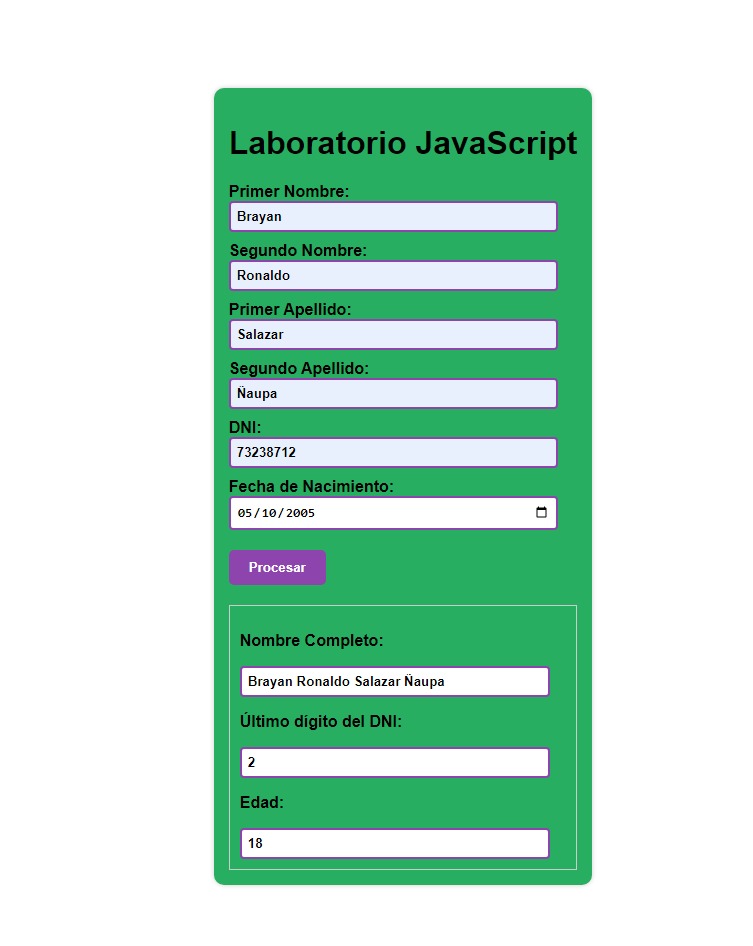 Laboratorio JavaScript
Primer Nombre:
Brayan
Segundo Nombre:
Ronaldo
Primer Apellido:
Salazar
Segundo Apellido:
Ñaupa
DNI:
73238712
Fecha de Nacimiento:
05/10/2005
Procesar
Nombre Completo:
Brayan Ronaldo Salazar Ñaupa
Último dígito del DNI:
2
Edad:
18